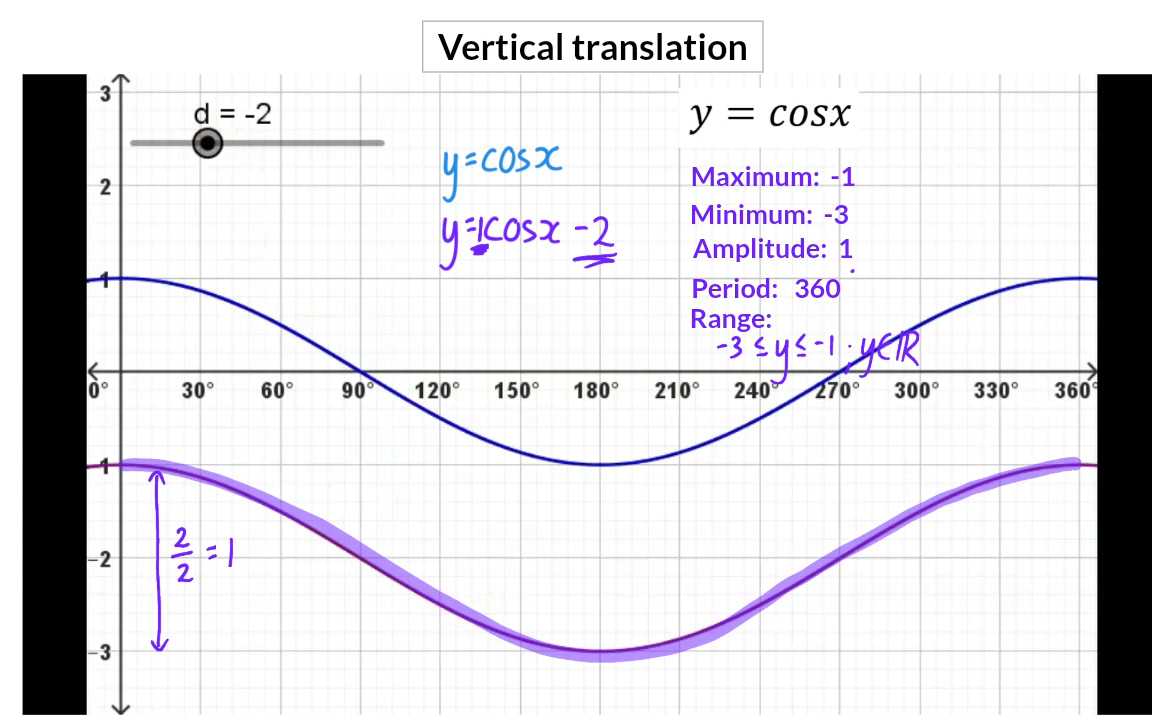 Vertical translation
3
d = -2
y = cosx
y=cosx
Maximum: -1
2
Minimum: -3
y=1cosx -2
Amplitude: 1
1
Period: 360
Range:
-3 ≤ y ≤ -1 ; y∈ℝ
0° 30° 60° 90° 120° 150° 180° 210° 240° 270° 300° 330° 360°
-1
2/2 = 1
-2
-3